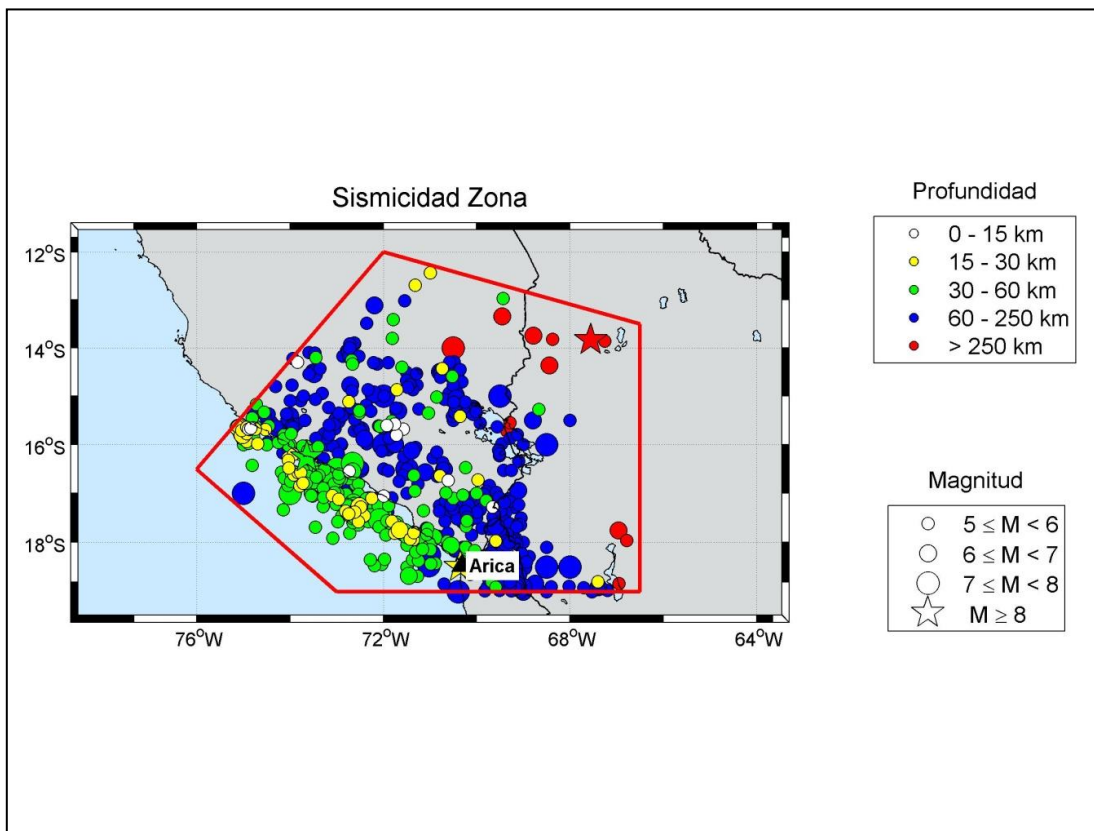 Sismicidad Zona
12°S
14°S
16°S
18°S
76°W
72°W
68°W
64°W
Arica
Profundidad
0 - 15 km
15 - 30 km
30 - 60 km
60 - 250 km
> 250 km
Magnitud
5 ≤ M < 6
6 ≤ M < 7
7 ≤ M < 8
M ≥ 8